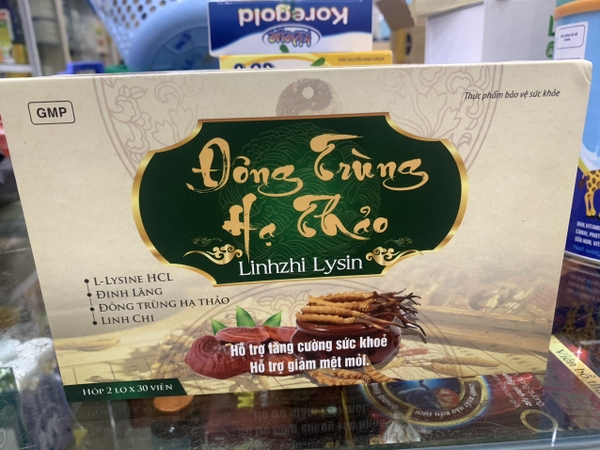 Koregold
GMP
Thực phẩm bảo vệ sức khỏe
Đông Trùng
Hạ Thảo
Linhzhi Lysin
L-LYSINE HCL
ĐINH LĂNG
ĐÔNG TRÙNG HẠ THẢO
LINH CHI
Hỗ trợ tăng cường sức khoẻ
Hỗ trợ giảm mệt mỏi.
HỘP 2 LỌ X 30 VIÊN